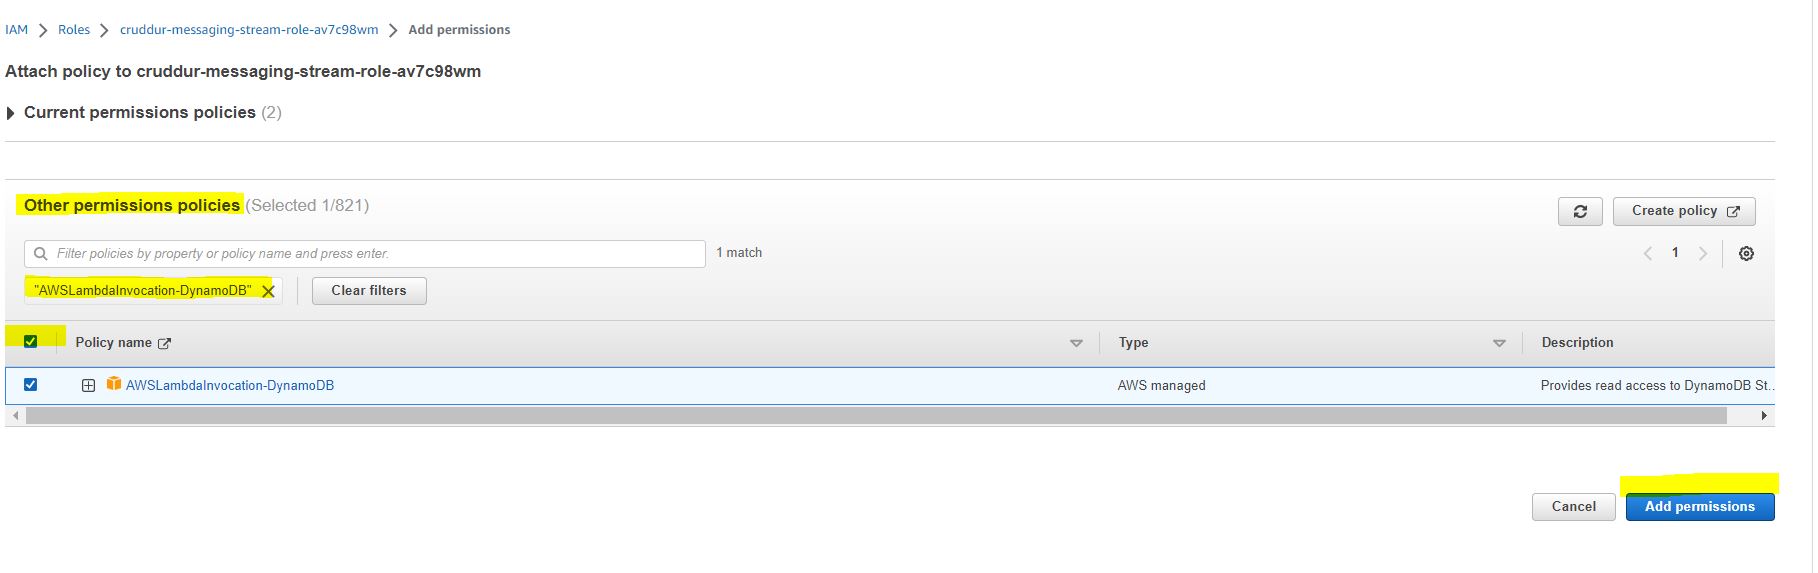 IAM > Roles > cruddur-messaging-stream-role-av7c98wm > Add permissions
Attach policy to cruddur-messaging-stream-role-av7c98wm
Current permissions policies (2)
Other permissions policies (Selected 1/821)
Create policy
Filter policies by property or policy name and press enter.
1 match
1
"AWSLambdaInvocation-DynamoDB"
Clear filters
Policy name
Type
Description
AWSLambdaInvocation-DynamoDB
AWS managed
Provides read access to DynamoDB St...
Cancel
Add permissions